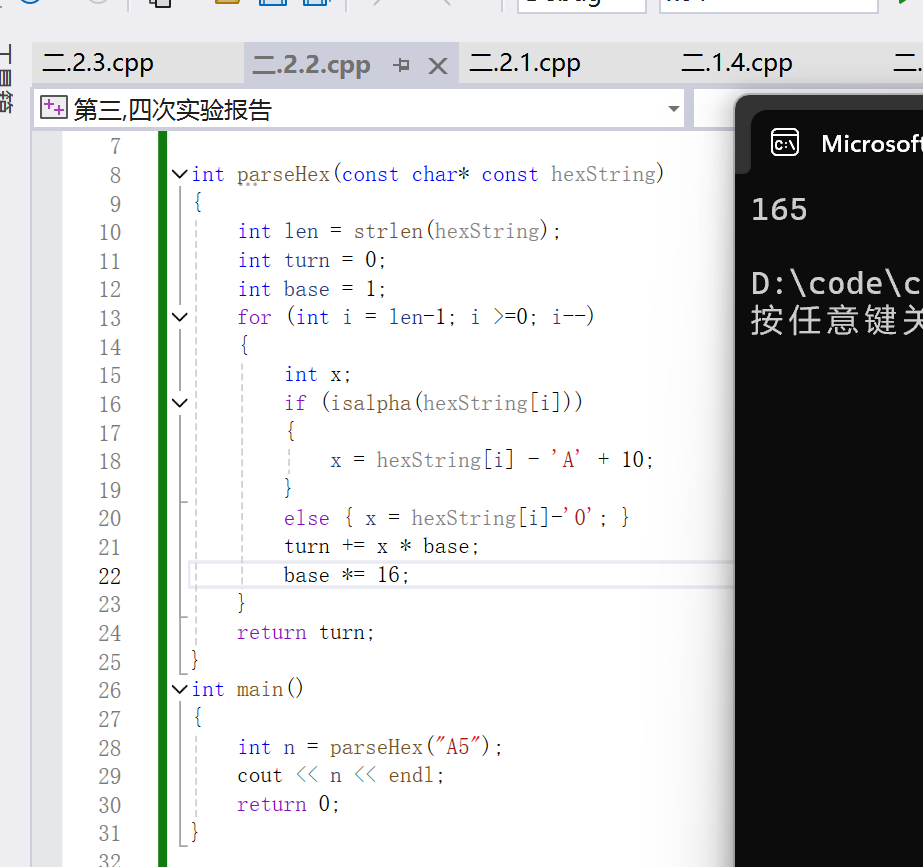 工具箱
二.2.3.cpp 二.2.2.cpp 二.2.1.cpp 二.1.4.cpp 二.
第三,四次实验报告
7
8 int parseHex(const char* const hexString)
9 {
10 int len = strlen(hexString);
11 int turn = 0;
12 int base = 1;
13 for (int i = len-1; i >=0; i--)
14 {
15 int x;
16 if (isalpha(hexString[i]))
17 {
18 x = hexString[i] - 'A' + 10;
19 }
20 else { x = hexString[i]-'0'; }
21 turn += x * base;
22 base *= 16;
23 }
24 return turn;
25 }
26 int main()
27 {
28 int n = parseHex("A5");
29 cout << n << endl;
30 return 0;
31 }
32
C:\ Microsoft
165
D:\code\c
按任意键关